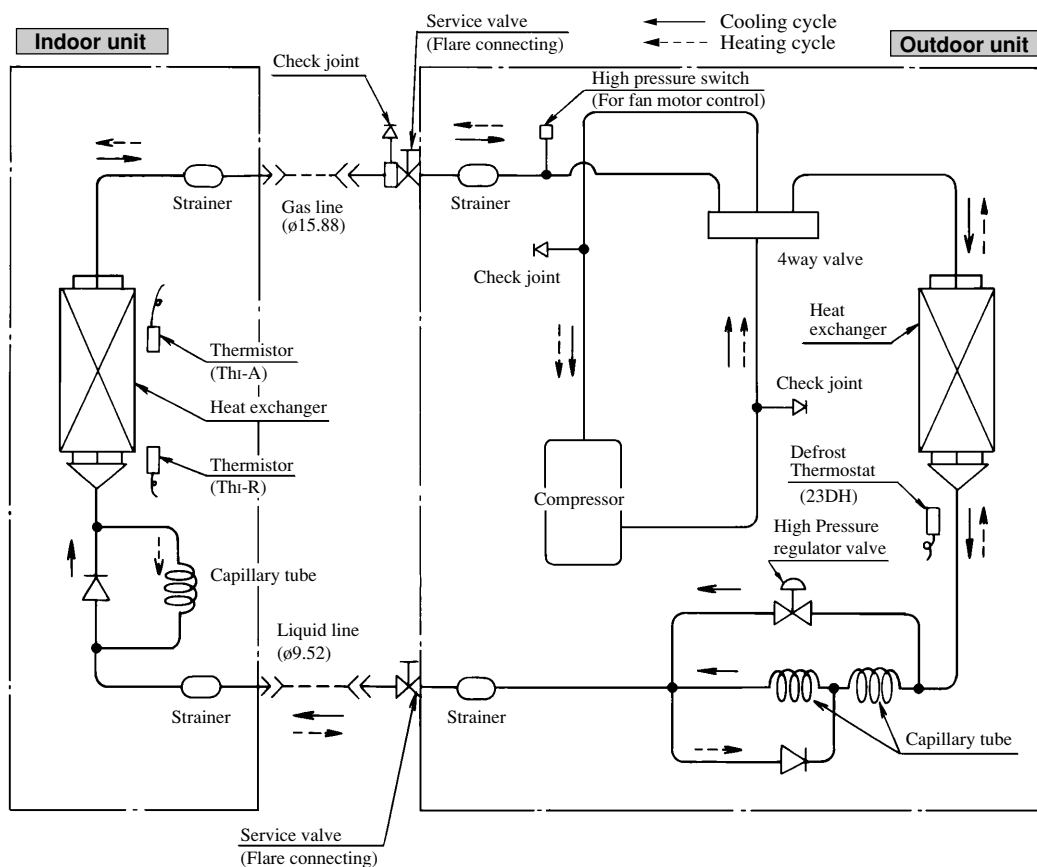 Indoor unit
Service valve
(Flare connecting)
Cooling cycle
Heating cycle
Outdoor unit
Check joint
High pressure switch
(For fan motor control)
Strainer
Gas line
(ø15.88)
Strainer
4way valve
Check joint
Heat
exchanger
Thermistor
(ThI-A)
Heat exchanger
Check joint
Thermistor
(ThI-R)
Defrost
Thermostat
(23DH)
Compressor
High Pressure
regulator valve
Capillary tube
Liquid line
(ø9.52)
Strainer
Strainer
Capillary tube
Service valve
(Flare connecting)